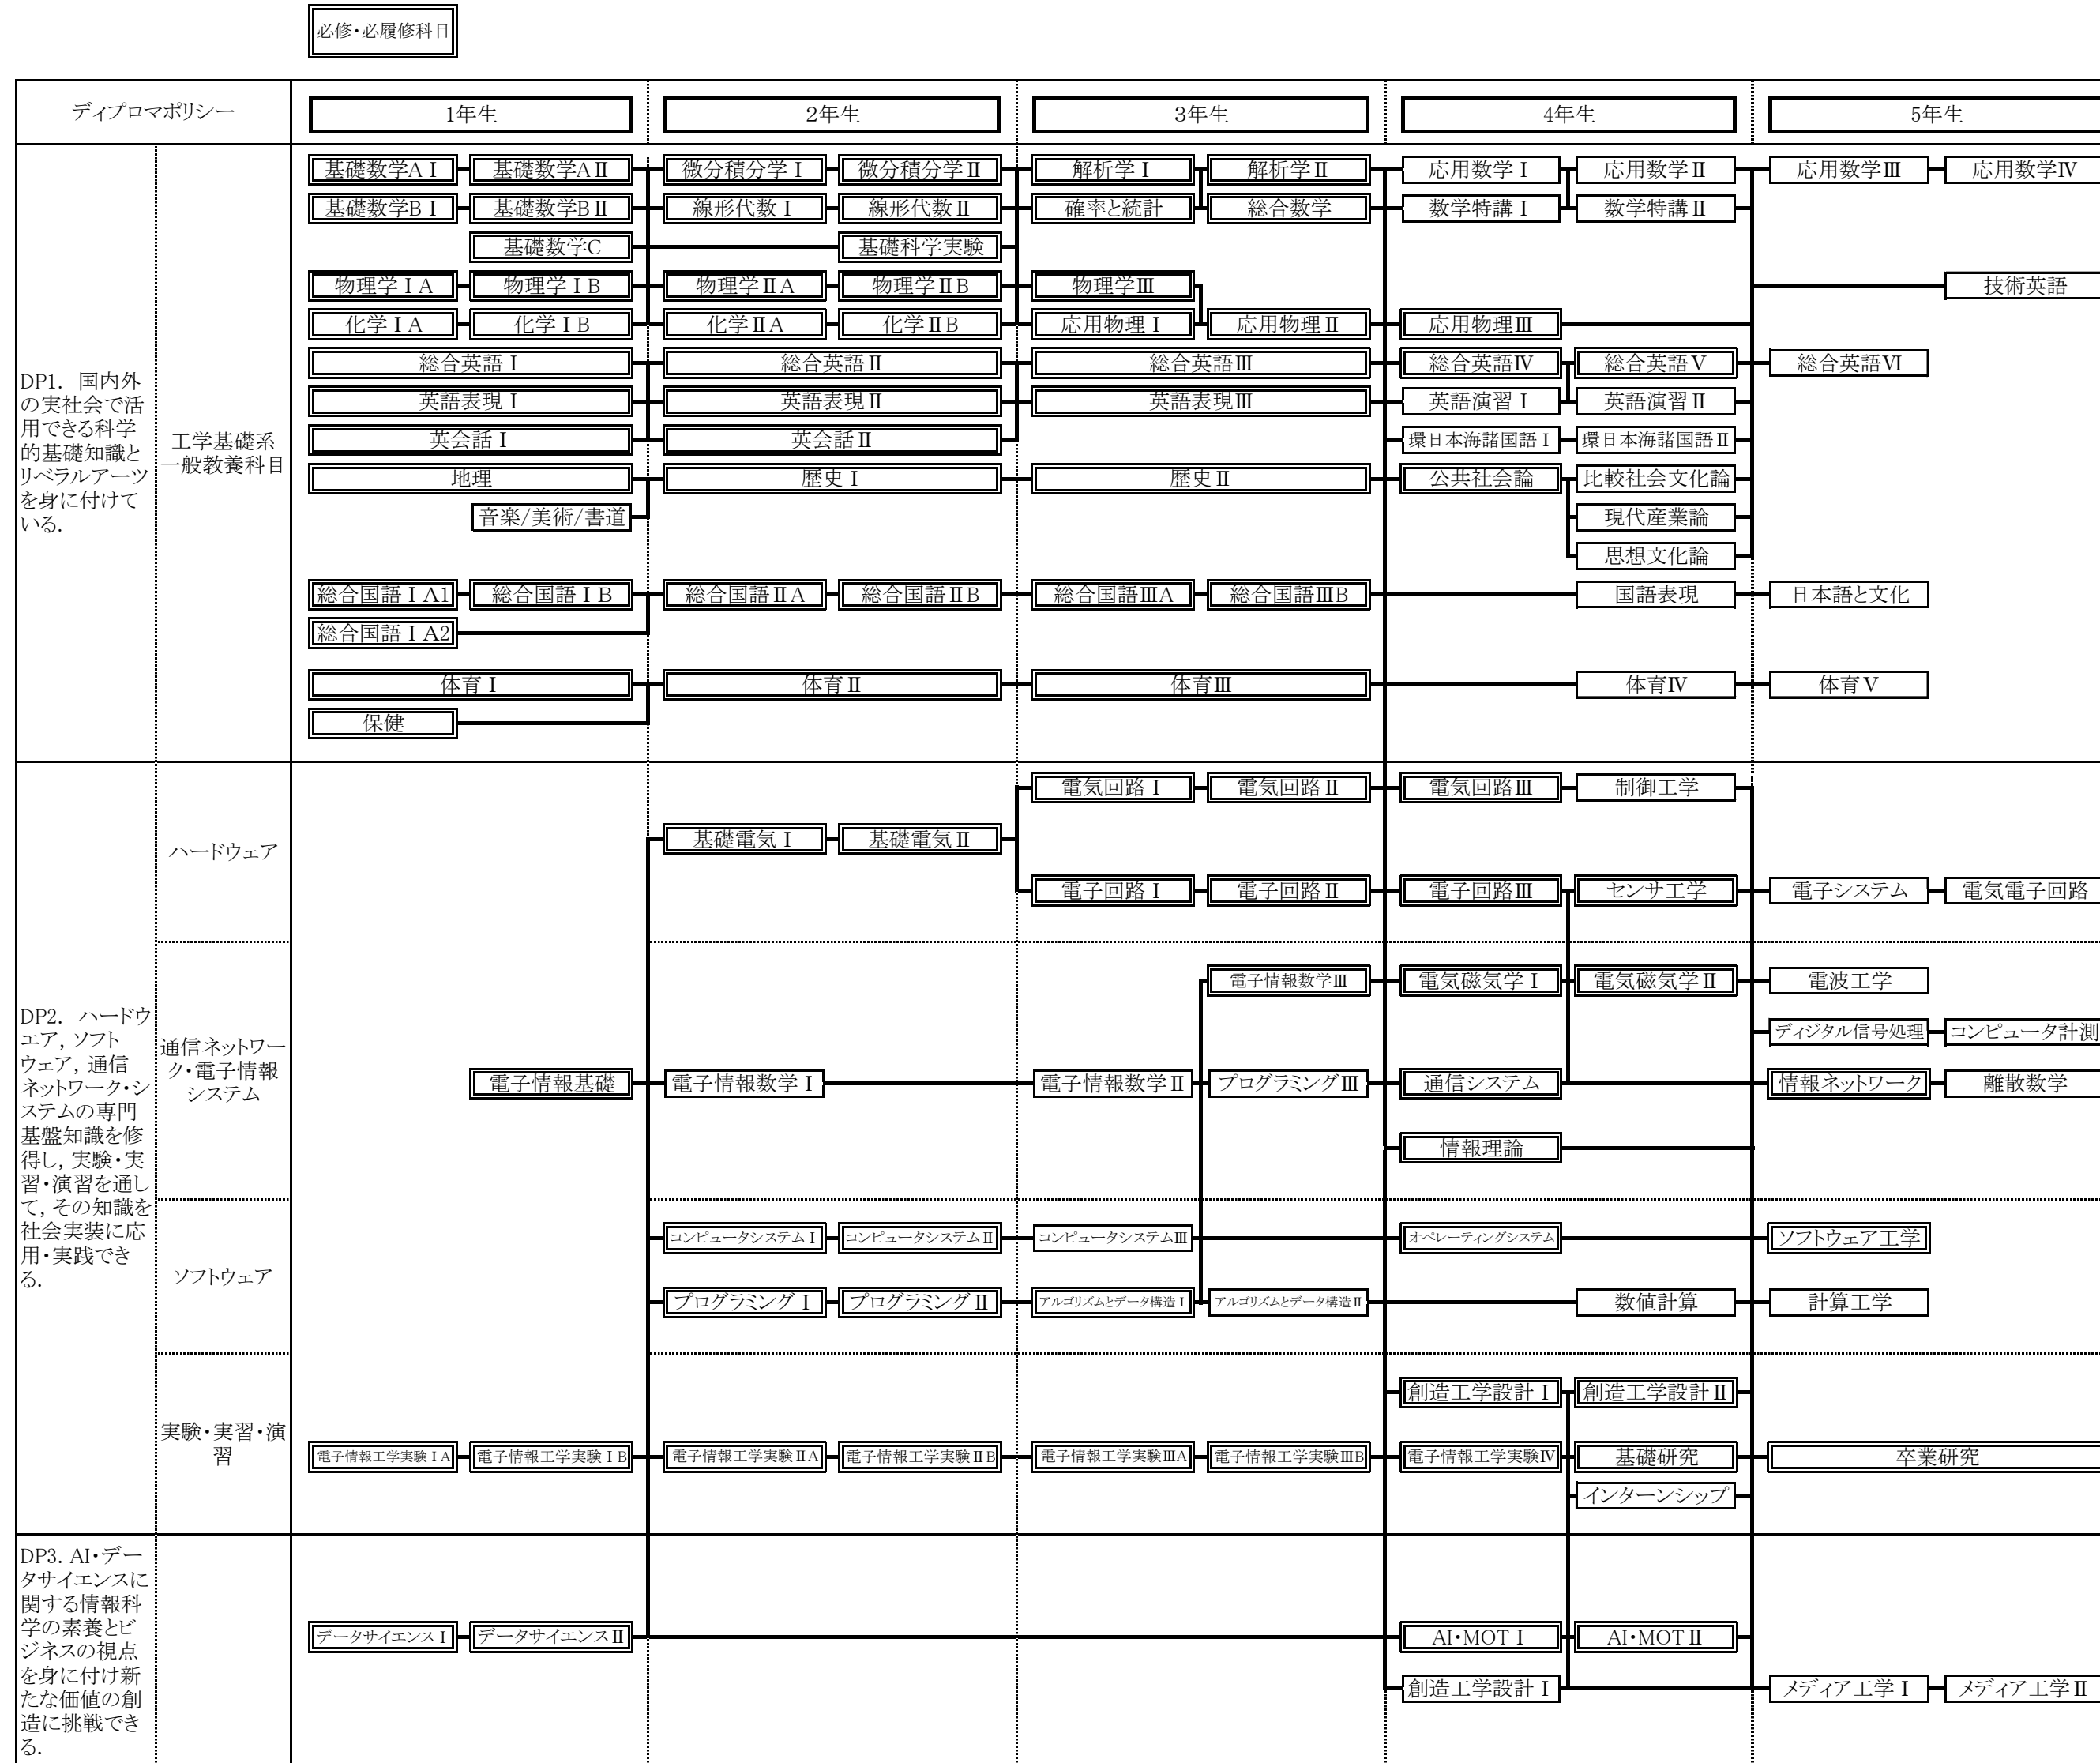 必修・必履修科目
ディプロマポリシー 1年生 2年生 3年生 4年生 5年生
DP1. 国内外
の実社会で活
用できる科学
的基礎知識と
リベラルアーツ
を身に付けて
いる.
工学基礎系
一般教養科目
基礎数学AⅠ 基礎数学AⅡ 微分積分学Ⅰ 微分積分学Ⅱ 解析学Ⅰ 解析学Ⅱ 応用数学Ⅰ 応用数学Ⅱ 応用数学Ⅲ 応用数学Ⅳ
基礎数学BⅠ 基礎数学BⅡ 線形代数Ⅰ 線形代数Ⅱ 確率と統計 総合数学 数学特講Ⅰ 数学特講Ⅱ
基礎数学C 基礎科学実験
物理学ⅠA 物理学ⅠB 物理学ⅡA 物理学ⅡB 物理学Ⅲ 技術英語
化学ⅠA 化学ⅠB 化学ⅡA 化学ⅡB 応用物理Ⅰ 応用物理Ⅱ 応用物理Ⅲ
総合英語Ⅰ 総合英語Ⅱ 総合英語Ⅲ 総合英語Ⅳ 総合英語Ⅴ 総合英語Ⅵ
英語表現Ⅰ 英語表現Ⅱ 英語表現Ⅲ 英語演習Ⅰ 英語演習Ⅱ
英会話Ⅰ 英会話Ⅱ 環日本海諸国語Ⅰ 環日本海諸国語Ⅱ
地理 歴史Ⅰ 歴史Ⅱ 公共社会論 比較社会文化論
音楽/美術/書道 現代産業論
思想文化論
総合国語ⅠA1 総合国語ⅠB 総合国語ⅡA 総合国語ⅡB 総合国語ⅢA 総合国語ⅢB 国語表現 日本語と文化
総合国語ⅠA2
体育Ⅰ 体育Ⅱ 体育Ⅲ 体育Ⅳ 体育Ⅴ
保健
DP2. ハードウ
エア, ソフト
ウェア, 通信
ネットワーク・シ
ステムの専門
基盤知識を修
得し, 実験・実
習・演習を通し
て, その知識を
社会実装に応
用・実践でき
る.
ハードウェア
電気回路Ⅰ 電気回路Ⅱ 電気回路Ⅲ 制御工学
基礎電気Ⅰ 基礎電気Ⅱ
電子回路Ⅰ 電子回路Ⅱ 電子回路Ⅲ センサ工学 電子システム 電気電子回路
通信ネットワー
ク・電子情報
システム
電子情報数学Ⅲ 電気磁気学Ⅰ 電気磁気学Ⅱ 電波工学
ディジタル信号処理 コンピュータ計測
電子情報基礎 電子情報数学Ⅰ 電子情報数学Ⅱ プログラミングⅢ 通信システム 情報ネットワーク 離散数学
情報理論
ソフトウェア
コンピュータシステムⅠ コンピュータシステムⅡ コンピュータシステムⅢ オペレーティングシステム ソフトウェア工学
プログラミングⅠ プログラミングⅡ アルゴリズムとデータ構造Ⅰ アルゴリズムとデータ構造Ⅱ 数値計算 計算工学
実験・実習・演
習
創造工学設計Ⅰ 創造工学設計Ⅱ
電子情報工学実験ⅠA 電子情報工学実験ⅠB 電子情報工学実験ⅡA 電子情報工学実験ⅡB 電子情報工学実験ⅢA 電子情報工学実験ⅢB 電子情報工学実験Ⅳ 基礎研究 卒業研究
インターンシップ
DP3. AI・デー
タサイエンスに
関する情報科
学の素養とビ
ジネスの視点
を身に付け新
たな価値の創
造に挑戦でき
る.
データサイエンスⅠ データサイエンスⅡ AI・MOTⅠ AI・MOTⅡ
創造工学設計Ⅰ メディア工学Ⅰ メディア工学Ⅱ